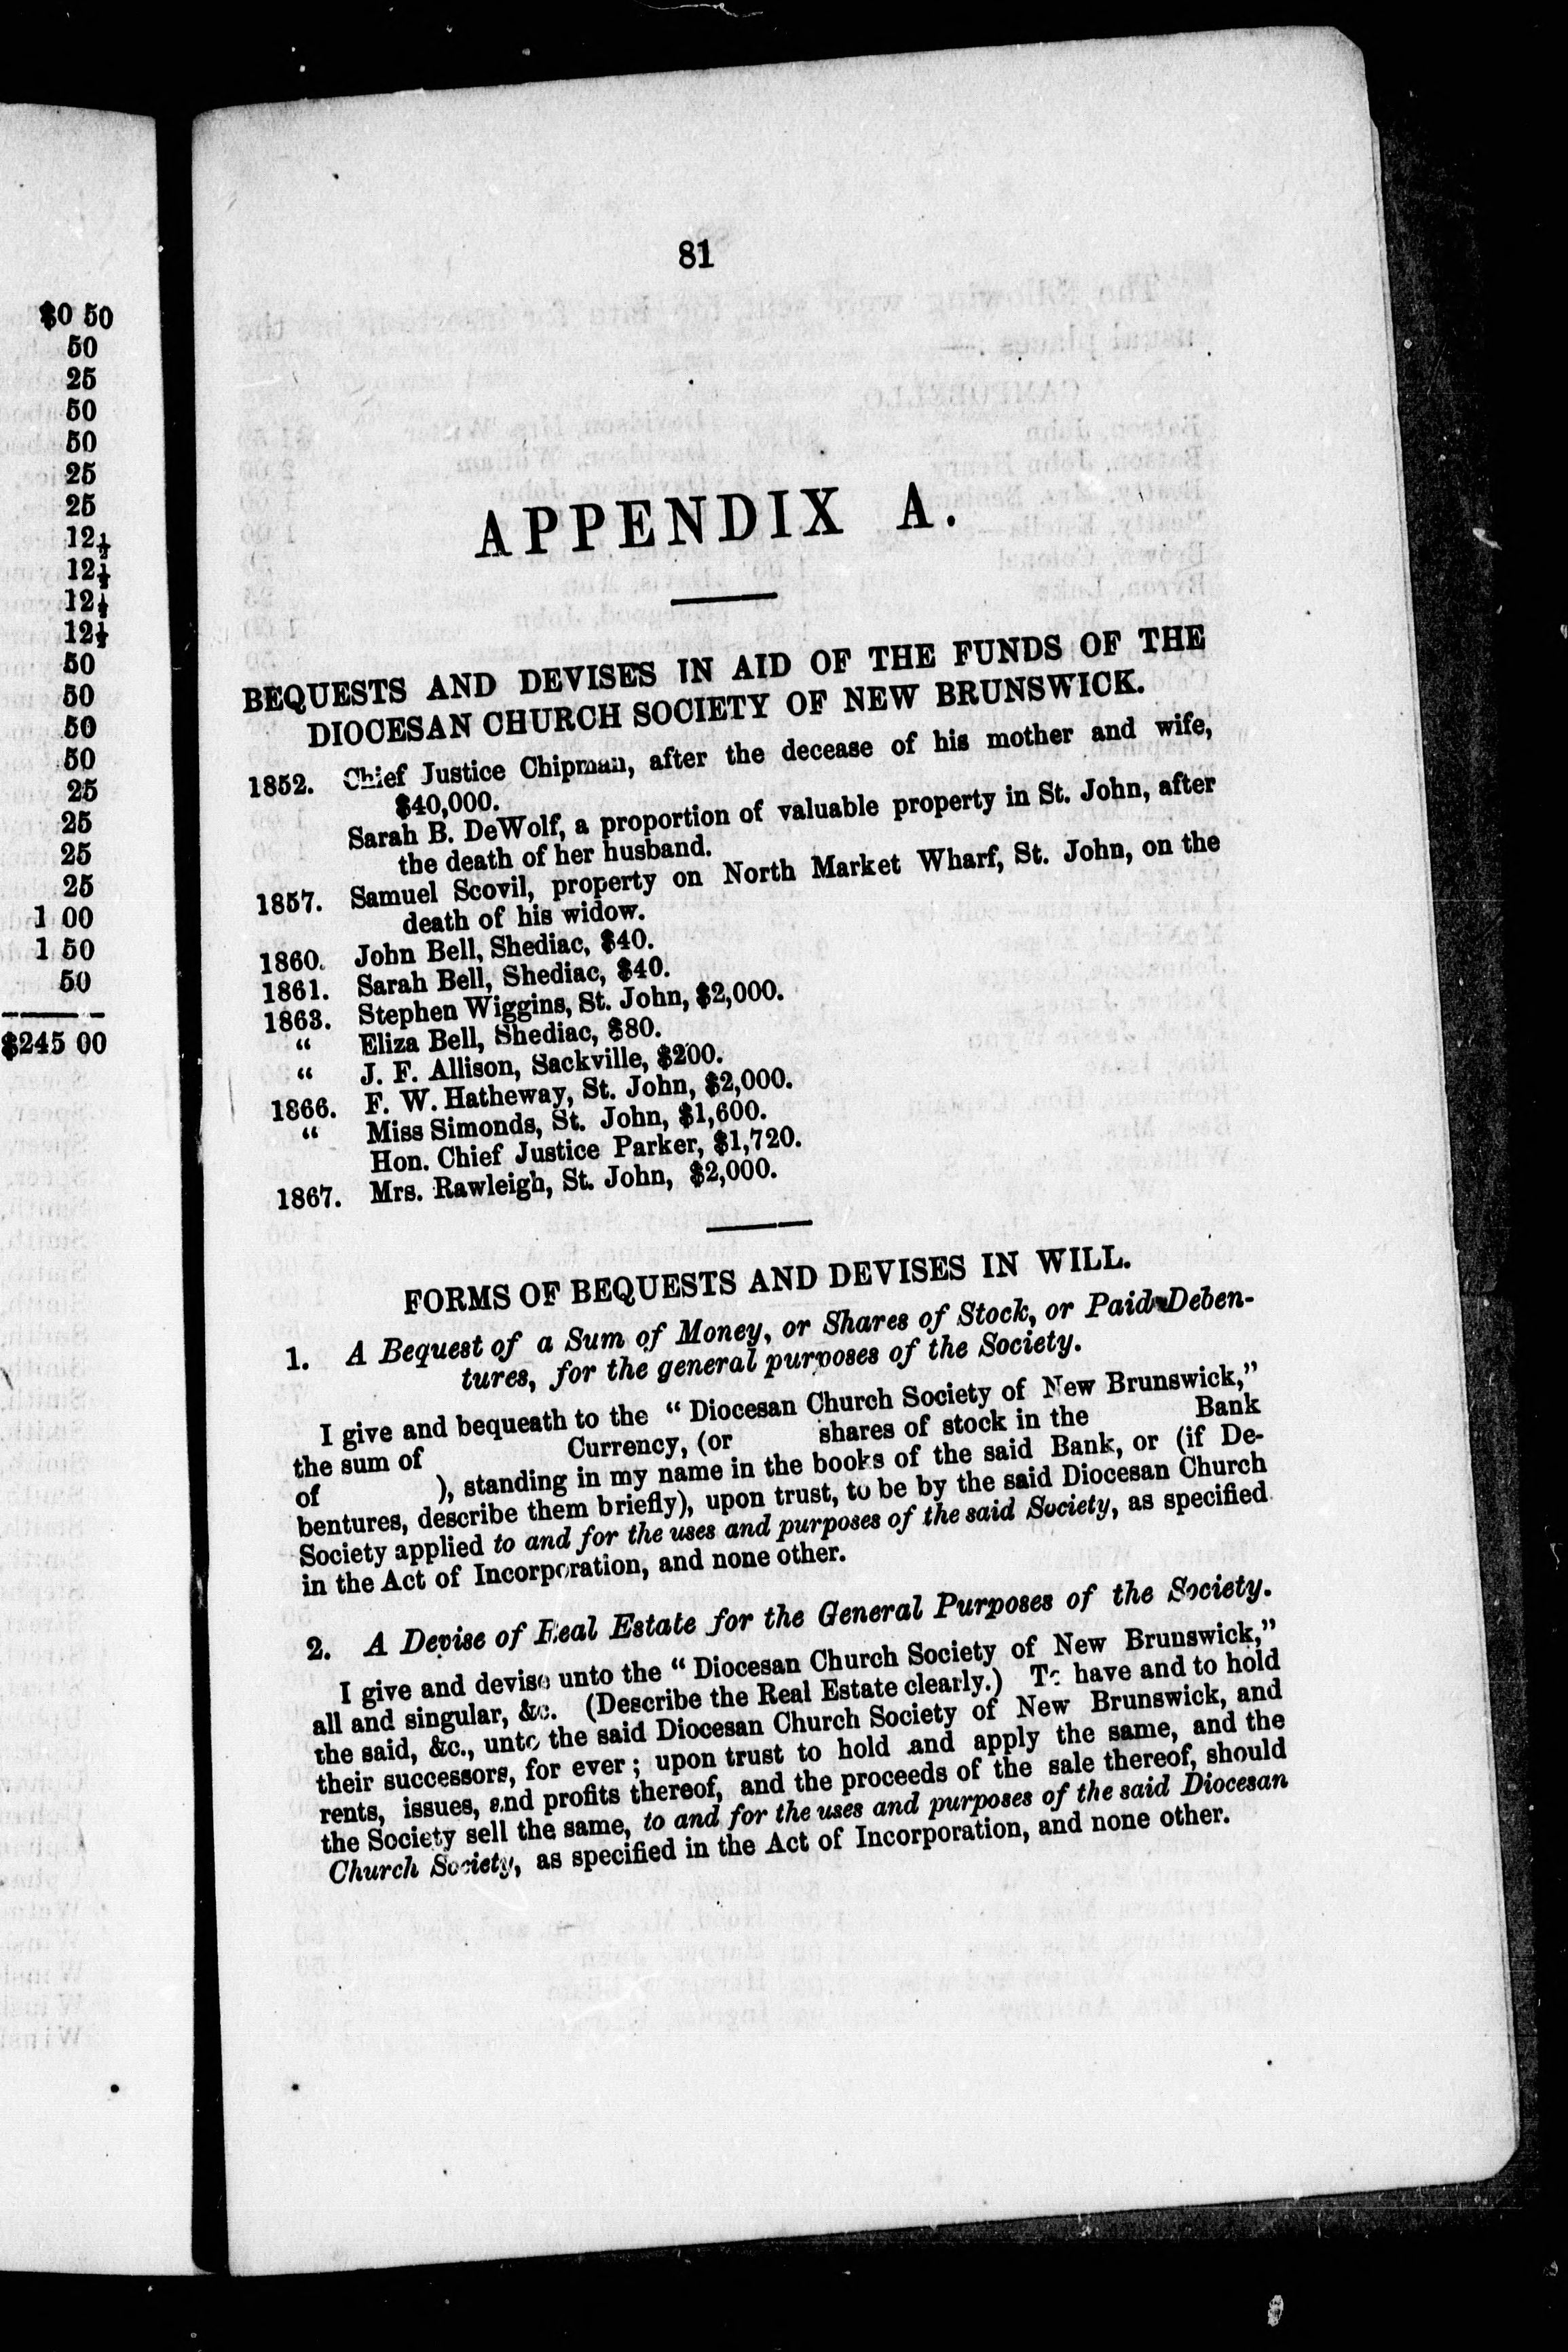 $0 50
50
25
50
50
25
25
12½
12½
12½
12½
50
50
50
50
25
25
25
25
1 00
1 50
50
$245 00
81
APPENDIX A.
BEQUESTS AND DEVISES IN AID OF THE FUNDS OF THE
DIOCESAN CHURCH SOCIETY OF NEW BRUNSWICK.
1852. Chief Justice Chipman, after the decease of his mother and wife,
$40,000.
Sarah B. DeWolf, a proportion of valuable property in St. John, after
the death of her husband.
1857. Samuel Scovil, property on North Market Wharf, St. John, on the
death of his widow.
1860. John Bell, Shediac, $40.
1861. Sarah Bell, Shediac, $40.
1863. Stephen Wiggins, St. John, $2,000.
" Eliza Bell, Shediac, $80.
" J. F. Allison, Sackville, $200.
1866. F. W. Hatheway, St. John, $2,000.
" Miss Simonds, St. John, $1,600.
Hon. Chief Justice Parker, $1,720.
1867. Mrs. Rawleigh, St. John, $2,000.
FORMS OF BEQUESTS AND DEVISES IN WILL.
1. A Bequest of a Sum of Money, or Shares of Stock, or Paid Deben-
tures, for the general purposes of the Society.
I give and bequeath to the "Diocesan Church Society of New Brunswick,"
the sum of Currency, (or shares of stock in the Bank
of ), standing in my name in the books of the said Bank, or (if De-
bentures, describe them briefly), upon trust, to be by the said Diocesan Church
Society applied to and for the uses and purposes of the said Society, as specified
in the Act of Incorporation, and none other.
2. A Devise of Real Estate for the General Purposes of the Society.
I give and devise unto the "Diocesan Church Society of New Brunswick,"
all and singular, &c. (Describe the Real Estate clearly.) To have and to hold
the said, &c., unto the said Diocesan Church Society of New Brunswick, and
their successors, for ever; upon trust to hold and apply the same, and the
rents, issues, and profits thereof, and the proceeds of the sale thereof, should
the Society sell the same, to and for the uses and purposes of the said Diocesan
Church Society, as specified in the Act of Incorporation, and none other.